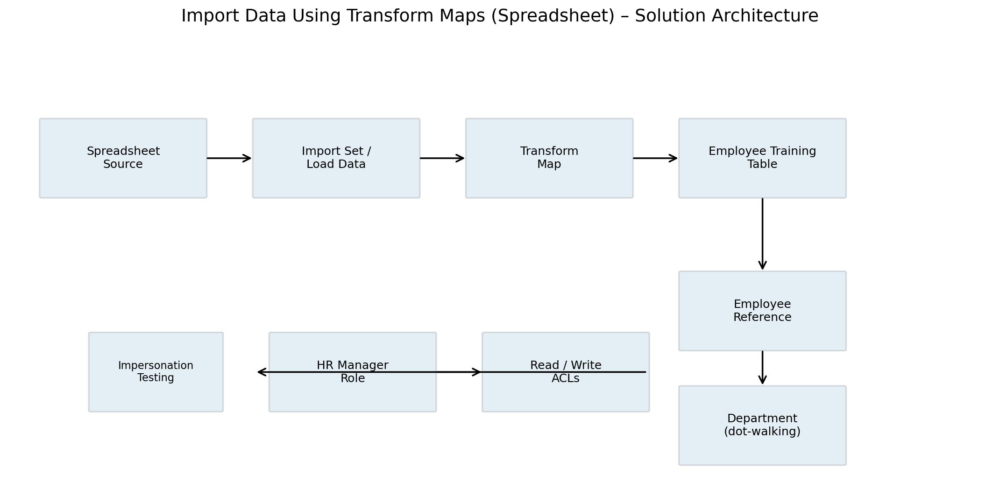 Import Data Using Transform Maps (Spreadsheet) – Solution Architecture
Spreadsheet
Source
Import Set /
Load Data
Transform
Map
Employee Training
Table
Employee
Reference
Impersonation
Testing
HR Manager
Role
Read / Write
ACLs
Department
(dot-walking)